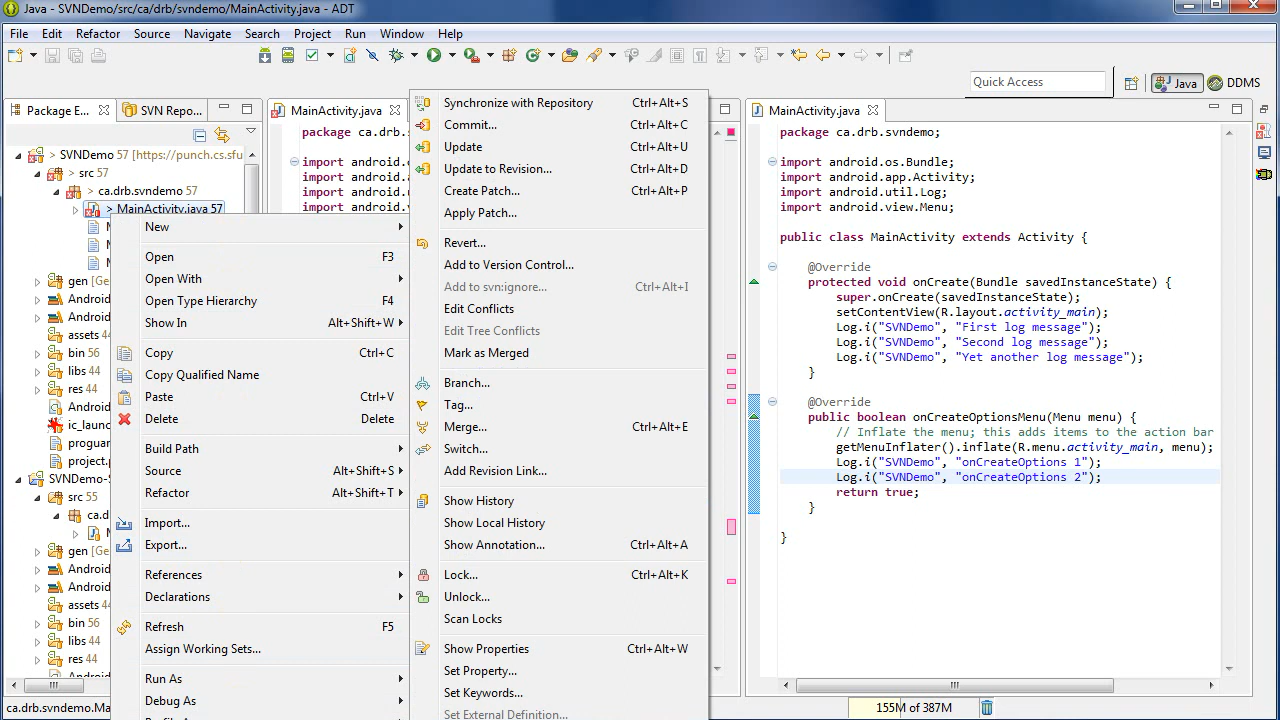 Java - SVNDemo/src/ca/drb/svndemo/MainActivity.java - ADT
File Edit Refactor Source Navigate Search Project Run Window Help
Quick Access
Java
DDMS
Package E...
SVN Repo...
> SVNDemo 57 [https://punch.cs.sfu
> src 57
> ca.drb.svndemo 57
> MainActivity.java 57
gen [Ge
Android
Android
assets
bin 56
libs 44
res 44
Android
ic_launc
proguar
project.p
SVNDemo-S
src 55
ca.d
gen [Ge
Android
Android
assets 44
bin 56
libs 44
res 44
Android
ca.drb.svndemo.Ma
New
Open F3
Open With
Open Type Hierarchy F4
Show In Alt+Shift+W
Copy Ctrl+C
Copy Qualified Name
Paste Ctrl+V
Delete Delete
Build Path
Source Alt+Shift+S
Refactor Alt+Shift+T
Import...
Export...
References
Declarations
Refresh F5
Assign Working Sets...
Run As
Debug As
MainActivity.java
package ca.drb.s
import android.o
import android.a
import android.u
import android.v
Synchronize with Repository Ctrl+Alt+S
Commit... Ctrl+Alt+C
Update Ctrl+Alt+U
Update to Revision... Ctrl+Alt+D
Create Patch... Ctrl+Alt+P
Apply Patch...
Revert...
Add to Version Control...
Add to svn:ignore... Ctrl+Alt+I
Edit Conflicts
Edit Tree Conflicts
Mark as Merged
Branch...
Tag...
Merge... Ctrl+Alt+E
Switch...
Add Revision Link...
Show History
Show Local History
Show Annotation... Ctrl+Alt+A
Lock... Ctrl+Alt+K
Unlock...
Scan Locks
Show Properties Ctrl+Alt+W
Set Property...
Set Keywords...
Set External Definition...
MainActivity.java
package ca.drb.svndemo;
import android.os.Bundle;
import android.app.Activity;
import android.util.Log;
import android.view.Menu;
public class MainActivity extends Activity {
@Override
protected void onCreate(Bundle savedInstanceState) {
super.onCreate(savedInstanceState);
setContentView(R.layout.activity_main);
Log.i("SVNDemo", "First log message");
Log.i("SVNDemo", "Second log message");
Log.i("SVNDemo", "Yet another log message");
}
@Override
public boolean onCreateOptionsMenu(Menu menu) {
// Inflate the menu; this adds items to the action bar
getMenuInflater().inflate(R.menu.activity_main, menu);
Log.i("SVNDemo", "onCreateOptions 1");
Log.i("SVNDemo", "onCreateOptions 2");
return true;
}
}
155M of 387M